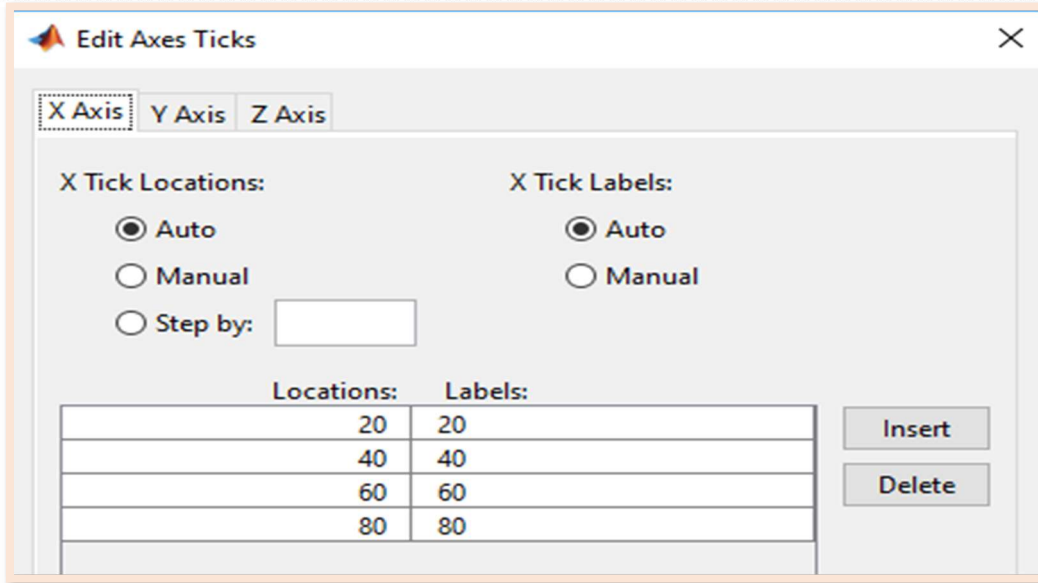 Edit Axes Ticks
X Axis Y Axis Z Axis
X Tick Locations: X Tick Labels:
Auto Auto
Manual Manual
Step by:
Locations: Labels:
20 20
40 40 Insert
60 60
80 80 Delete